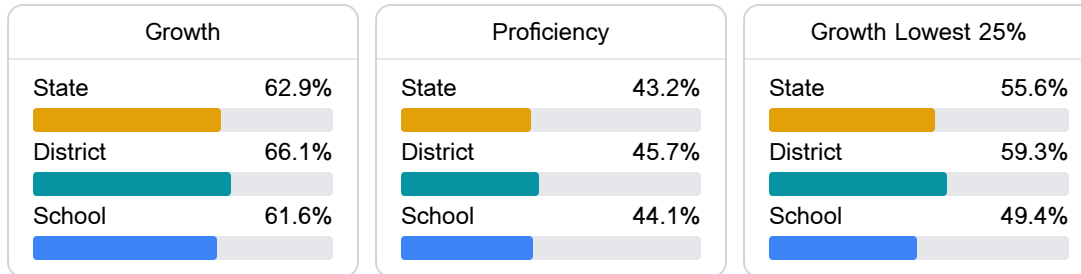 Growth
State 62.9%
District 66.1%
School 61.6%
Proficiency
State 43.2%
District 45.7%
School 44.1%
Growth Lowest 25%
State 55.6%
District 59.3%
School 49.4%